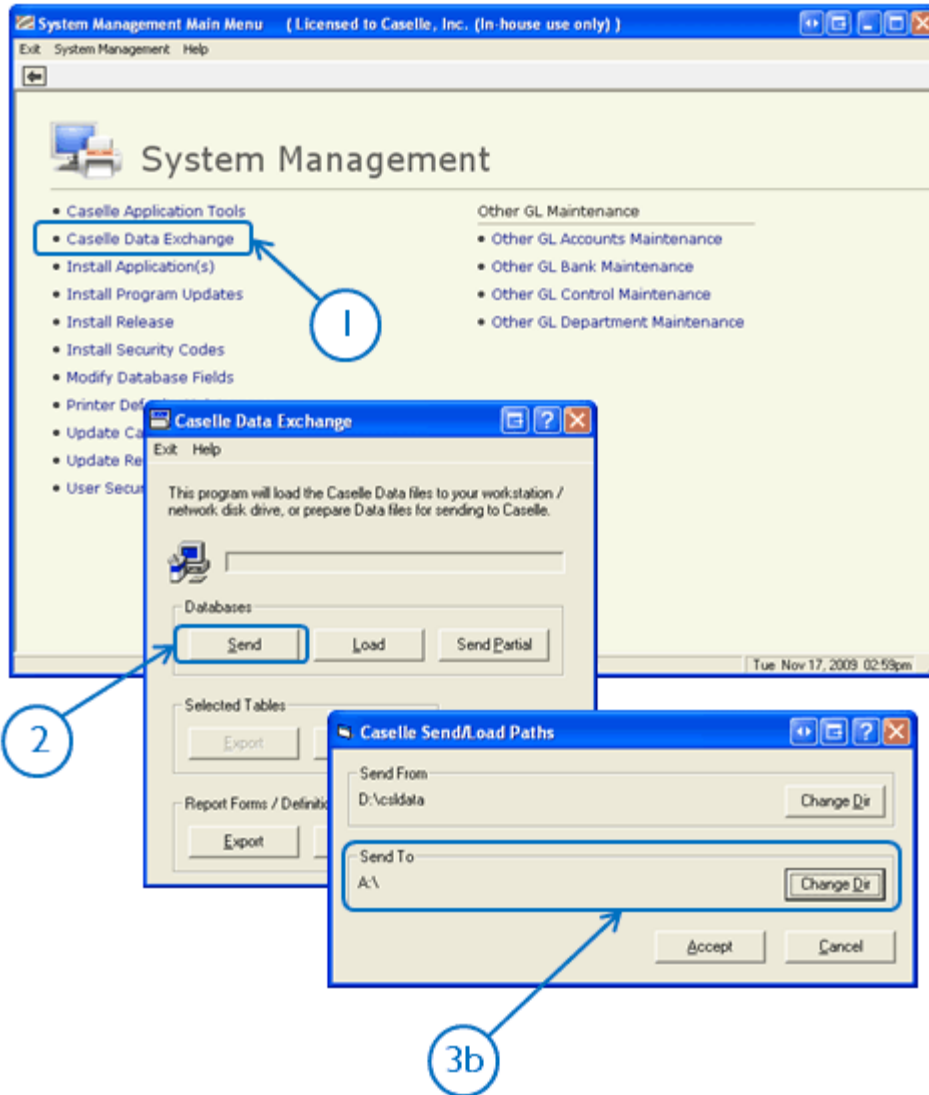 System Management Main Menu ( Licensed to Caselle, Inc. (In-house use only) )
Exit System Management Help
System Management
• Caselle Application Tools
• Caselle Data Exchange
• Install Application(s)
• Install Program Updates
• Install Release
• Install Security Codes
• Modify Database Fields
• Printer
• Update
• Update
• User
Other GL Maintenance
• Other GL Accounts Maintenance
• Other GL Bank Maintenance
• Other GL Control Maintenance
• Other GL Department Maintenance
1
Tue Nov 17, 2009 02:59pm
Caselle Data Exchange
Exit Help
This program will load the Caselle Data files to your workstation /
network disk drive, or prepare Data files for sending to Caselle.
Databases
Send Load Send Partial
2
Selected Tables
Export
Report Forms /
Export
Caselle Send/Load Paths
Send From
D:\csldata Change Dir
Send To
A:\ Change Dir
Accept Cancel
3b